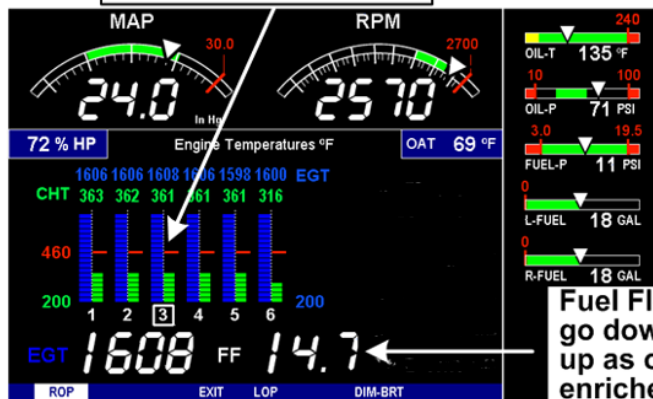 MAP
30.0
24.0
In Hg
RPM
2700
2570
72 % HP
Engine Temperatures ºF
OAT 69 ºF
1606 1606 1608 1606 1598 1600 EGT
CHT 363 362 361 361 361 316
460
200
200
1 2 3 4 5 6
EGT 1608 FF 14.7
ROP EXIT LOP DIM-BRT
240
OIL-T 135 ºF
10 100
OIL-P 71 PSI
3.0 19.5
FUEL-P 11 PSI
0
L-FUEL 18 GAL
0
R-FUEL 18 GAL
Fuel Fl
go dow
up as o
enriche